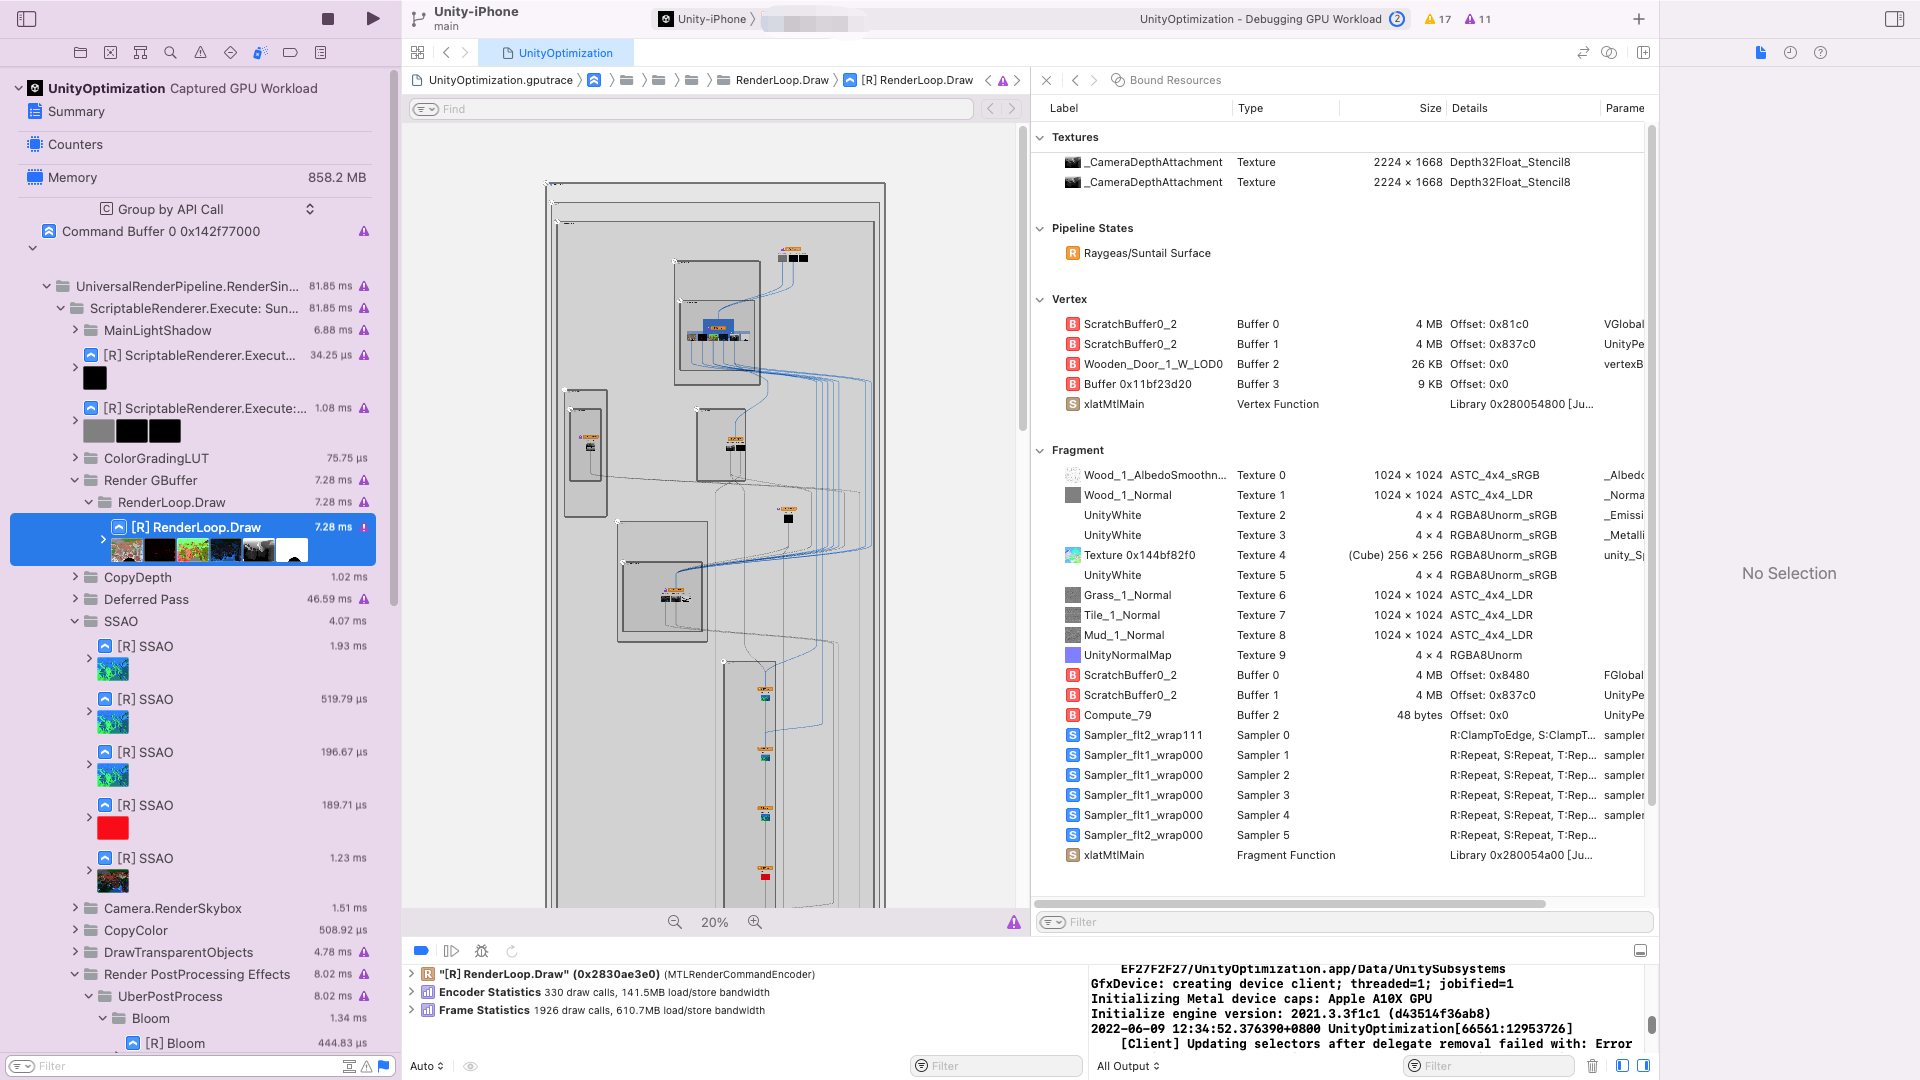 Unity-iPhone
main
Unity-iPhone
UnityOptimization - Debugging GPU Workload
2
17
11
UnityOptimization
UnityOptimization Captured GPU Workload
Summary
Counters
Memory 858.2 MB
C Group by API Call
Command Buffer 0 0x142f77000
UniversalRenderPipeline.RenderSin... 81.85 ms
ScriptableRenderer.Execute: Sun... 81.85 ms
MainLightShadow 6.88 ms
[R] ScriptableRenderer.Execut... 34.25 µs
[R] ScriptableRenderer.Execute:... 1.08 ms
ColorGradingLUT 75.75 µs
Render GBuffer 7.28 ms
RenderLoop.Draw 7.28 ms
[R] RenderLoop.Draw 7.28 ms
CopyDepth 1.02 ms
Deferred Pass 46.59 ms
SSAO 4.07 ms
[R] SSAO 1.93 ms
[R] SSAO 519.79 µs
[R] SSAO 196.67 µs
[R] SSAO 189.71 µs
[R] SSAO 1.23 ms
Camera.RenderSkybox 1.51 ms
CopyColor 508.92 µs
DrawTransparentObjects 4.78 ms
Render PostProcessing Effects 8.02 ms
UberPostProcess 8.02 ms
Bloom 1.34 ms
[R] Bloom 444.83 µs
Filter
UnityOptimization.gputrace
RenderLoop.Draw
[R] RenderLoop.Draw
Find
20%
Bound Resources
Label Type Size Details Parame
Textures
_CameraDepthAttachment Texture 2224 × 1668 Depth32Float_Stencil8
_CameraDepthAttachment Texture 2224 × 1668 Depth32Float_Stencil8
Pipeline States
R Raygeas/Suntail Surface
Vertex
B ScratchBuffer0_2 Buffer 0 4 MB Offset: 0x81c0 VGlobal
B ScratchBuffer0_2 Buffer 1 4 MB Offset: 0x837c0 UnityPe
B Wooden_Door_1_W_LOD0 Buffer 2 26 KB Offset: 0x0 vertexB
B Buffer 0x11bf23d20 Buffer 3 9 KB Offset: 0x0
S xlatMtlMain Vertex Function Library 0x280054800 [Ju...
Fragment
Wood_1_AlbedoSmoothn... Texture 0 1024 × 1024 ASTC_4x4_sRGB _Albedo
Wood_1_Normal Texture 1 1024 × 1024 ASTC_4x4_LDR _Norma
UnityWhite Texture 2 4 × 4 RGBA8Unorm_sRGB _Emissi
UnityWhite Texture 3 4 × 4 RGBA8Unorm_sRGB _Metalli
Texture 0x144bf82f0 Texture 4 (Cube) 256 × 256 RGBA8Unorm_sRGB unity_Sp
UnityWhite Texture 5 4 × 4 RGBA8Unorm_sRGB
Grass_1_Normal Texture 6 1024 × 1024 ASTC_4x4_LDR
Tile_1_Normal Texture 7 1024 × 1024 ASTC_4x4_LDR
Mud_1_Normal Texture 8 1024 × 1024 ASTC_4x4_LDR
UnityNormalMap Texture 9 4 × 4 RGBA8Unorm
B ScratchBuffer0_2 Buffer 0 4 MB Offset: 0x8480 FGlobal
B ScratchBuffer0_2 Buffer 1 4 MB Offset: 0x837c0 UnityPe
B Compute_79 Buffer 2 48 bytes Offset: 0x0 UnityPe
S Sampler_flt2_wrap111 Sampler 0 R:ClampToEdge, S:ClampT... sampler
S Sampler_flt1_wrap000 Sampler 1 R:Repeat, S:Repeat, T:Rep... sampler
S Sampler_flt1_wrap000 Sampler 2 R:Repeat, S:Repeat, T:Rep... sampler
S Sampler_flt1_wrap000 Sampler 3 R:Repeat, S:Repeat, T:Rep... sampler
S Sampler_flt1_wrap000 Sampler 4 R:Repeat, S:Repeat, T:Rep... sampler
S Sampler_flt2_wrap000 Sampler 5 R:Repeat, S:Repeat, T:Rep...
S xlatMtlMain Fragment Function Library 0x280054a00 [Ju...
Filter
No Selection
R "[R] RenderLoop.Draw" (0x2830ae3e0) (MTLRenderCommandEncoder)
Encoder Statistics 330 draw calls, 141.5MB load/store bandwidth
Frame Statistics 1926 draw calls, 610.7MB load/store bandwidth
Auto
Filter
EF27F2F27/UnityOptimization.app/Data/UnitySubsystems
GfxDevice: creating device client; threaded=1; jobified=1
Initializing Metal device caps: Apple A10X GPU
Initialize engine version: 2021.3.3f1c1 (d43514f36ab8)
2022-06-09 12:34:52.376390+0800 UnityOptimization[66561:12953726]
[Client] Updating selectors after delegate removal failed with: Error
All Output
Filter